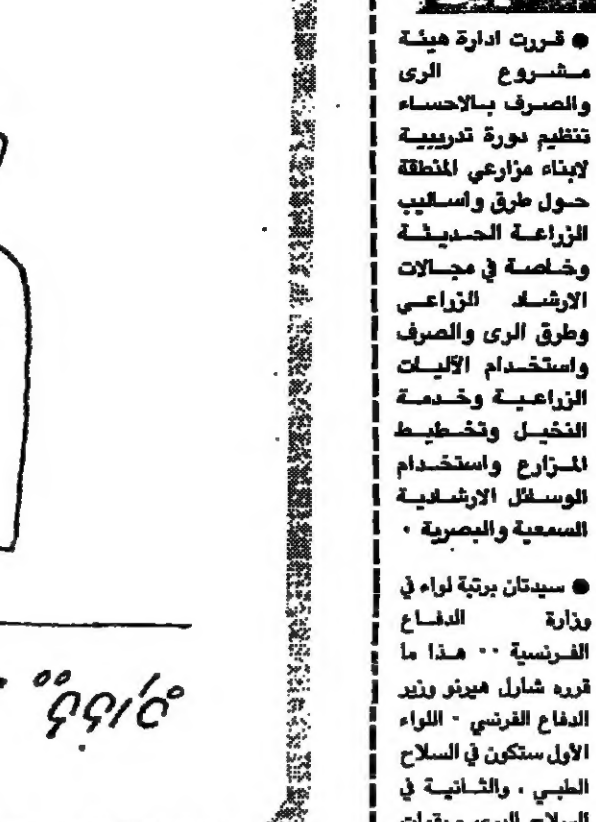 ● قررت ادارة هيئة
مشروع الرى
والصرف بالاحساء
تنظيم دورة تدريبية
لابناء مزارعي المنطقة
حول طرق واساليب
الزراعة الحديثة
وخاصة في مجالات
الارشاد الزراعي
وطرق الرى والصرف
واستخدام الآليات
الزراعية وخدمة
النخيل وتخطيط
المزارع واستخدام
الوسائل الارشادية
السمعية والبصرية ٠
● سيدتان برتبة لواء في
وزارة الدفاع
الفرنسية ٠٠ هذا ما
قرره شارل هيرنو وزير
الدفاع الفرنسي - اللواء
الأول ستكون في السلاح
الطبي ، والثانية في